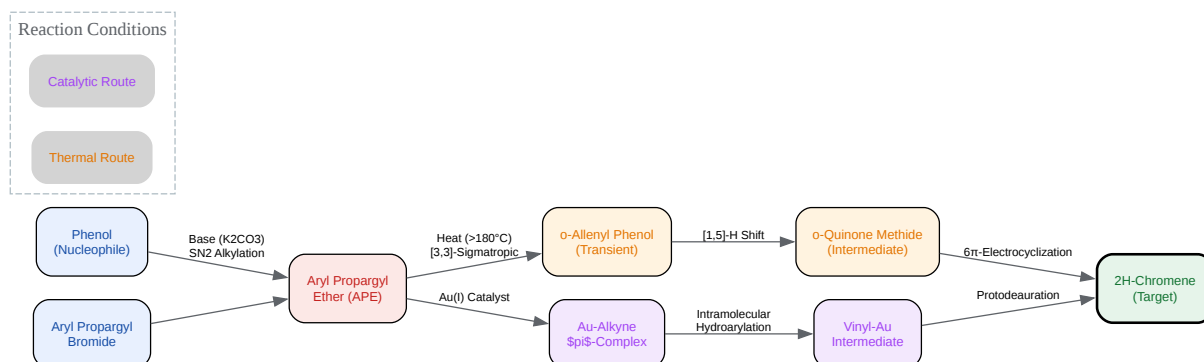 Reaction Conditions
Catalytic Route
Thermal Route
Phenol
(Nucleophile)
Base (K2CO3)
SN2 Alkylation
Aryl Propargyl
Bromide
Aryl Propargyl
Ether (APE)
Heat (>180°C)
[3,3]-Sigmatropic
Au(I) Catalyst
o-Allenyl Phenol
(Transient)
[1,5]-H Shift
o-Quinone Methide
(Intermediate)
6π-Electrocyclization
Au-Alkyne
$pi$-Complex
Intramolecular
Hydroarylation
Vinyl-Au
Intermediate
Protodeauration
2H-Chromene
(Target)